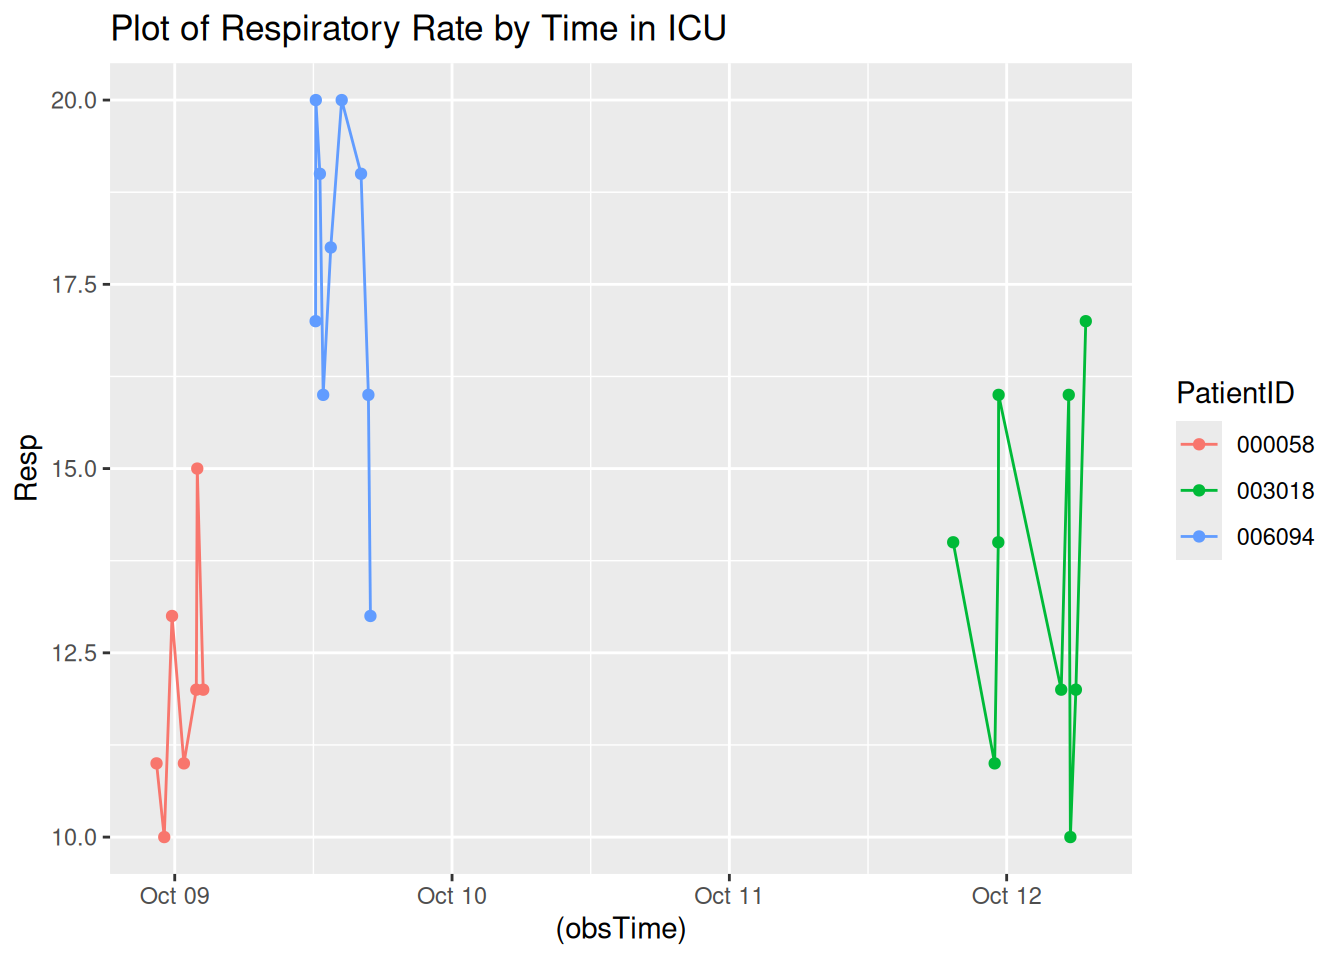 Plot of Respiratory Rate by Time in ICU
20.0
17.5
15.0
12.5
10.0
Resp
Oct 09
Oct 10
Oct 11
Oct 12
(obsTime)
PatientID
000058
003018
006094